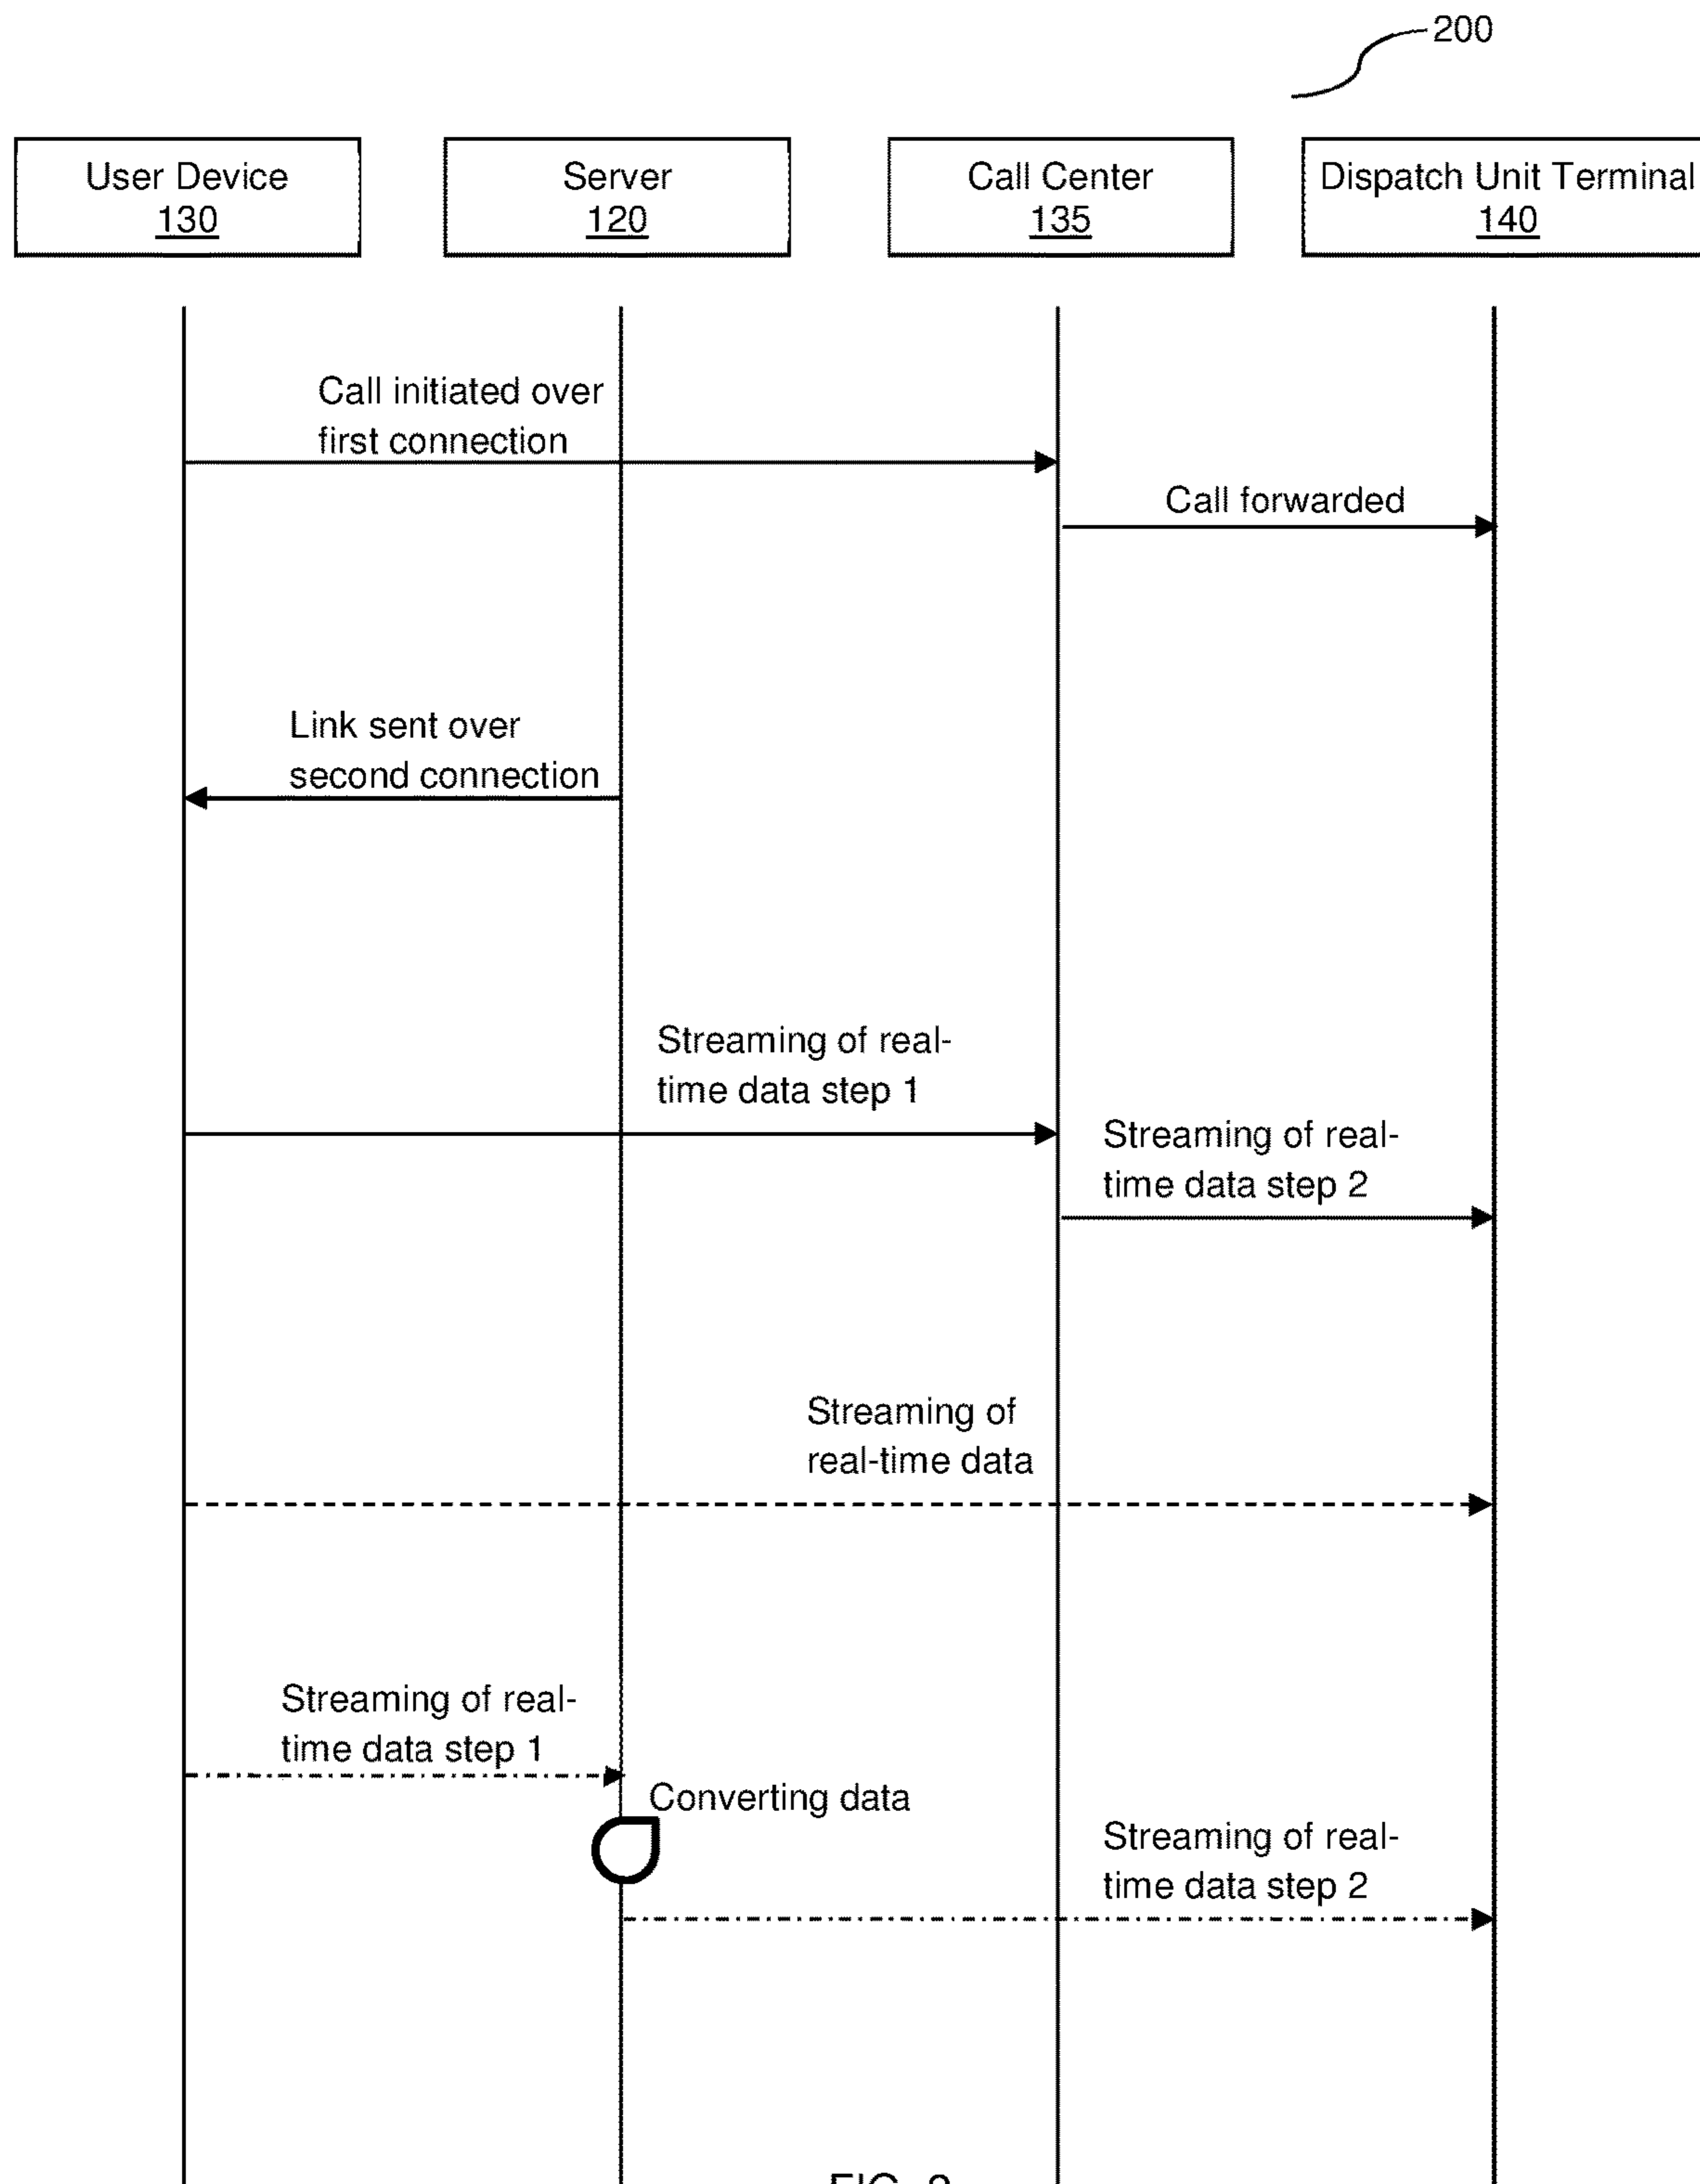 200
User Device
130
Server
120
Call Center
135
Dispatch Unit Terminal
140
Call initiated over
first connection
Call forwarded
Link sent over
second connection
Streaming of real-
time data step 1
Streaming of real-
time data step 2
Streaming of
real-time data
Streaming of real-
time data step 1
Converting data
Streaming of real-
time data step 2